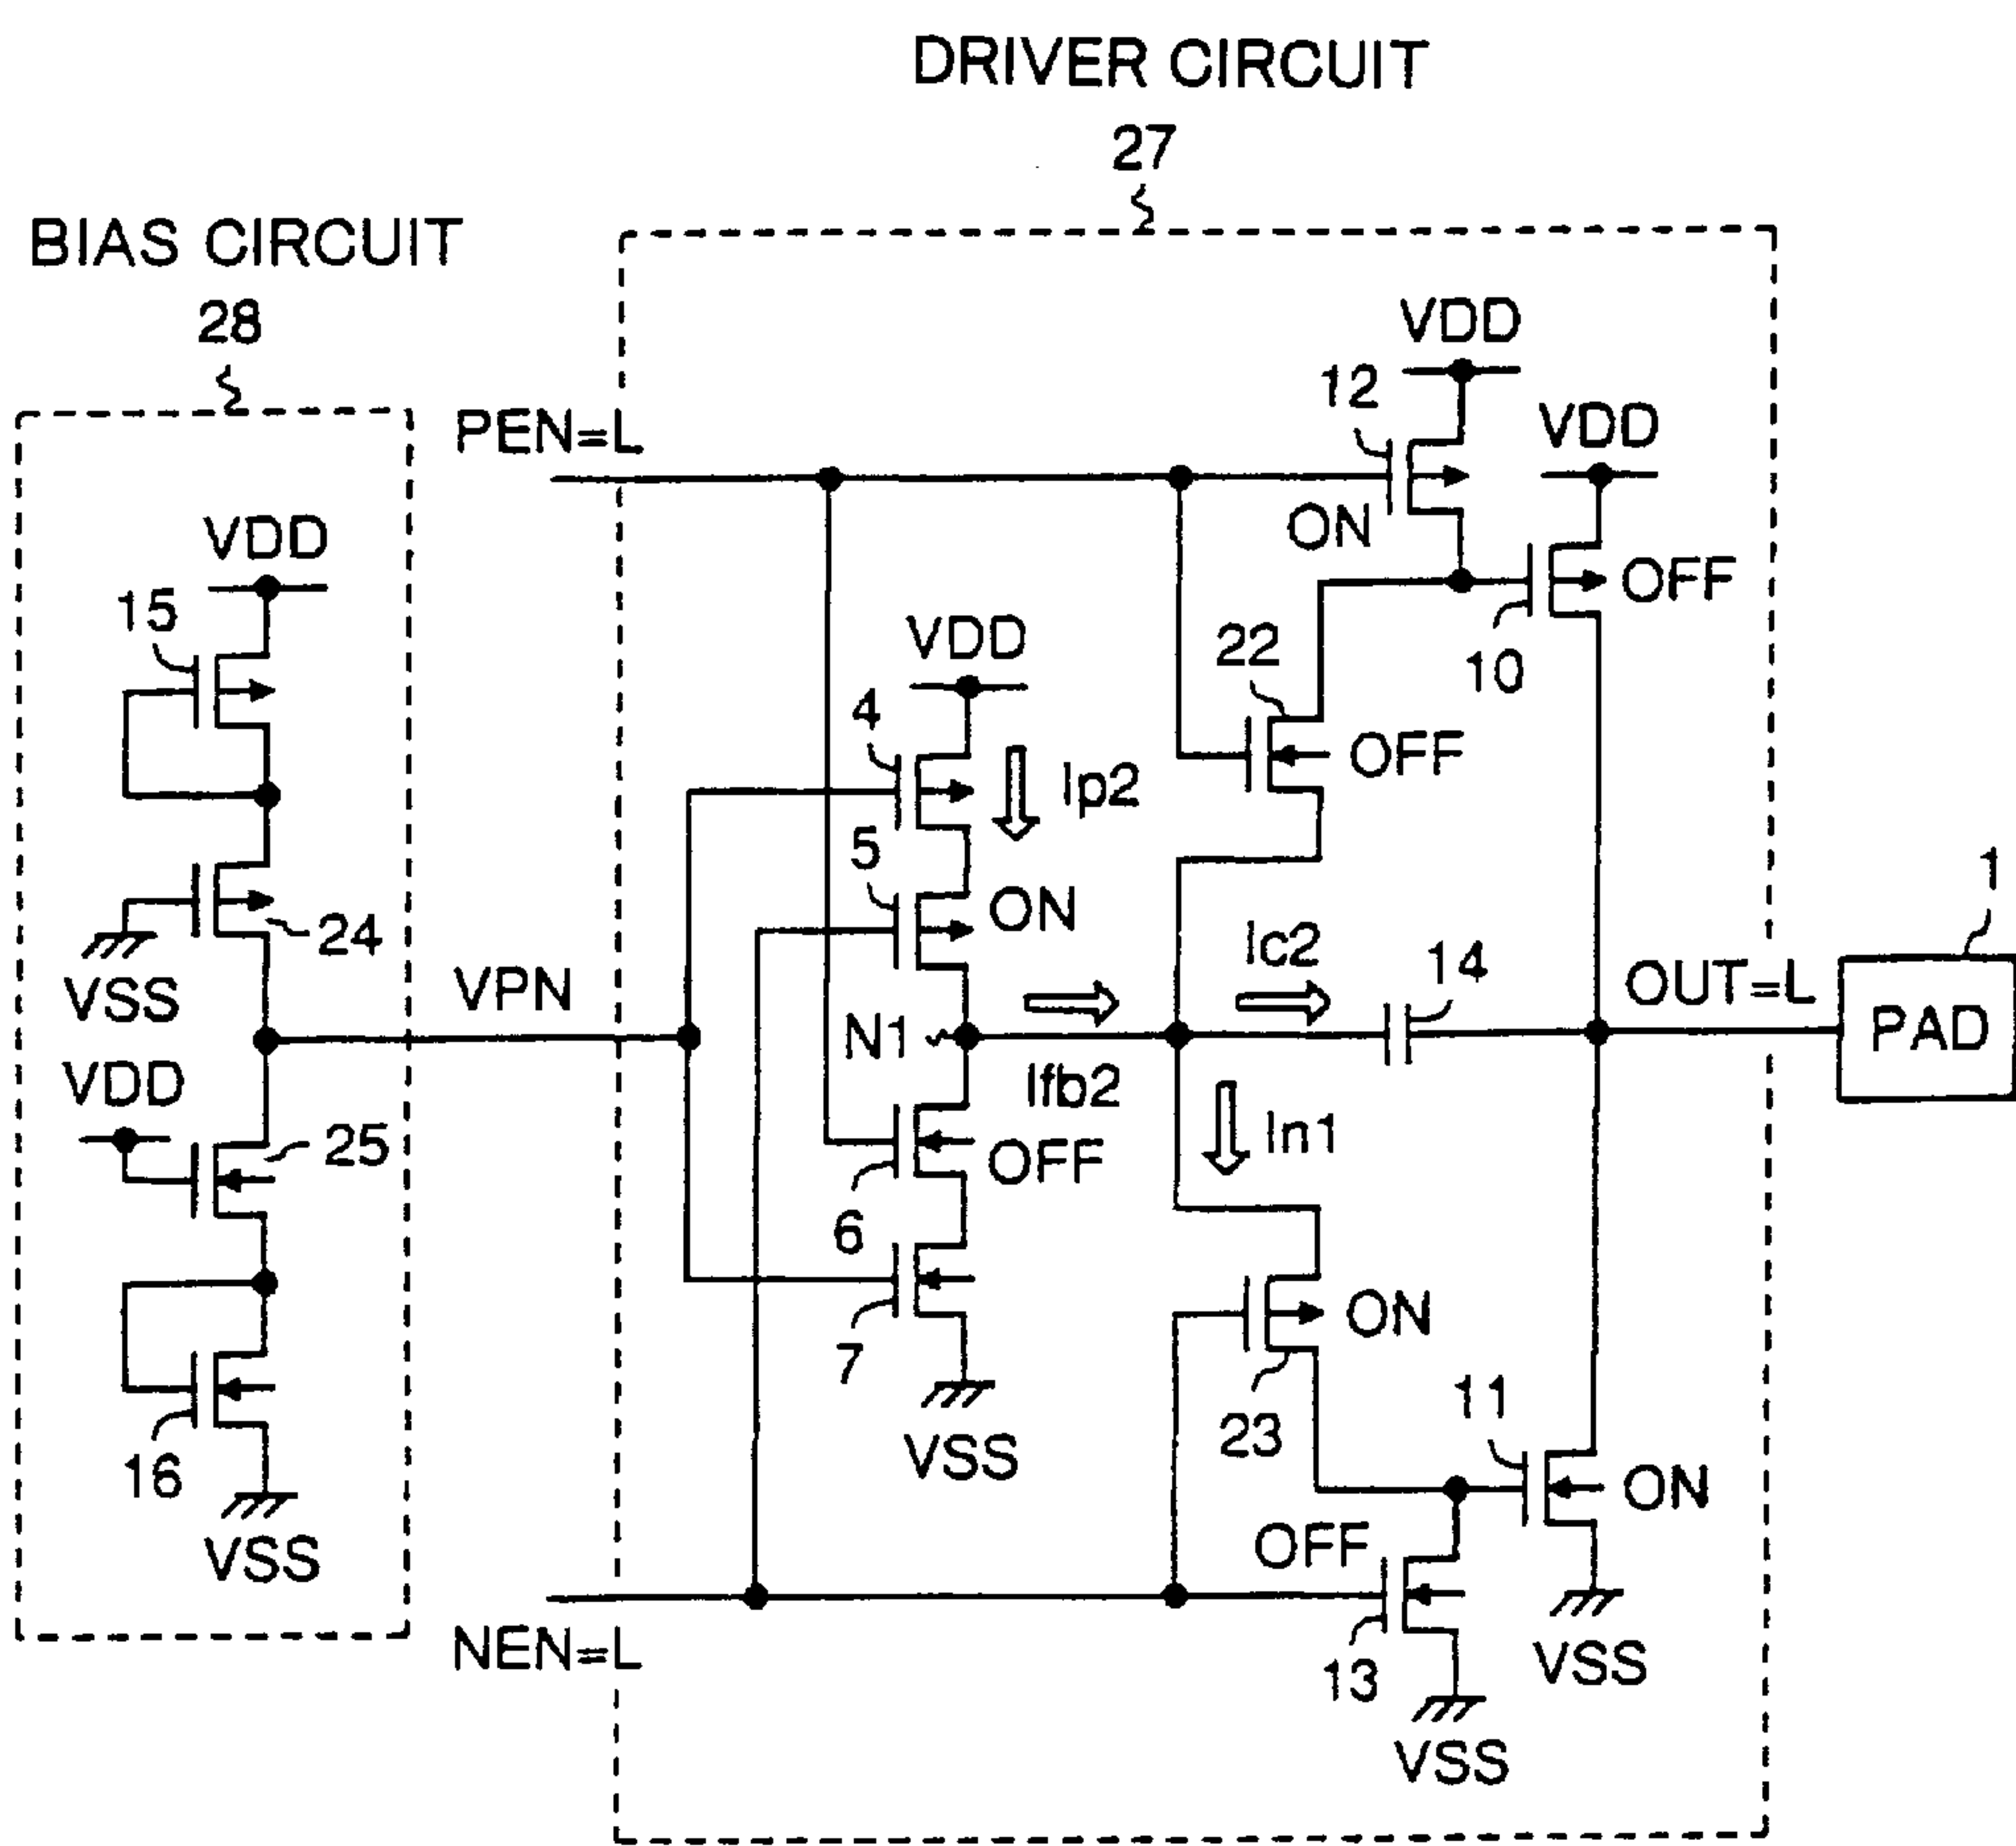 DRIVER CIRCUIT
27
BIAS CIRCUIT
28
VDD
12
PEN=L
VDD
ON
VDD
15
OFF
VDD
22
10
4
OFF
Ip2
5
ON
24
VSS
VPN
Ic2
14
1
OUT=L
PAD
N1
VDD
Ifb2
25
In1
OFF
6
ON
7
11
23
VSS
16
ON
OFF
VSS
NEN=L
13
VSS
VSS